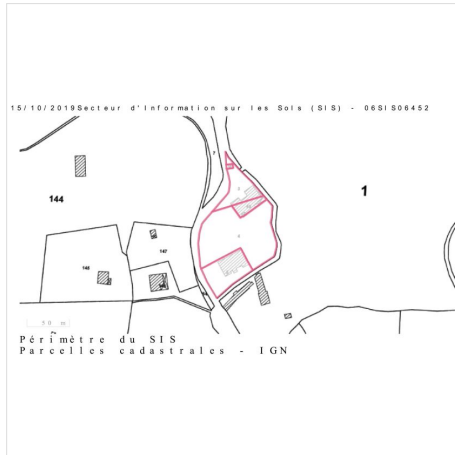 15/10/2019Secteur d'Information sur les Sols (SIS) - 06SIS06452
7
144
1
147
148
50 m
Périmètre du SIS
Parcelles cadastrales - IGN